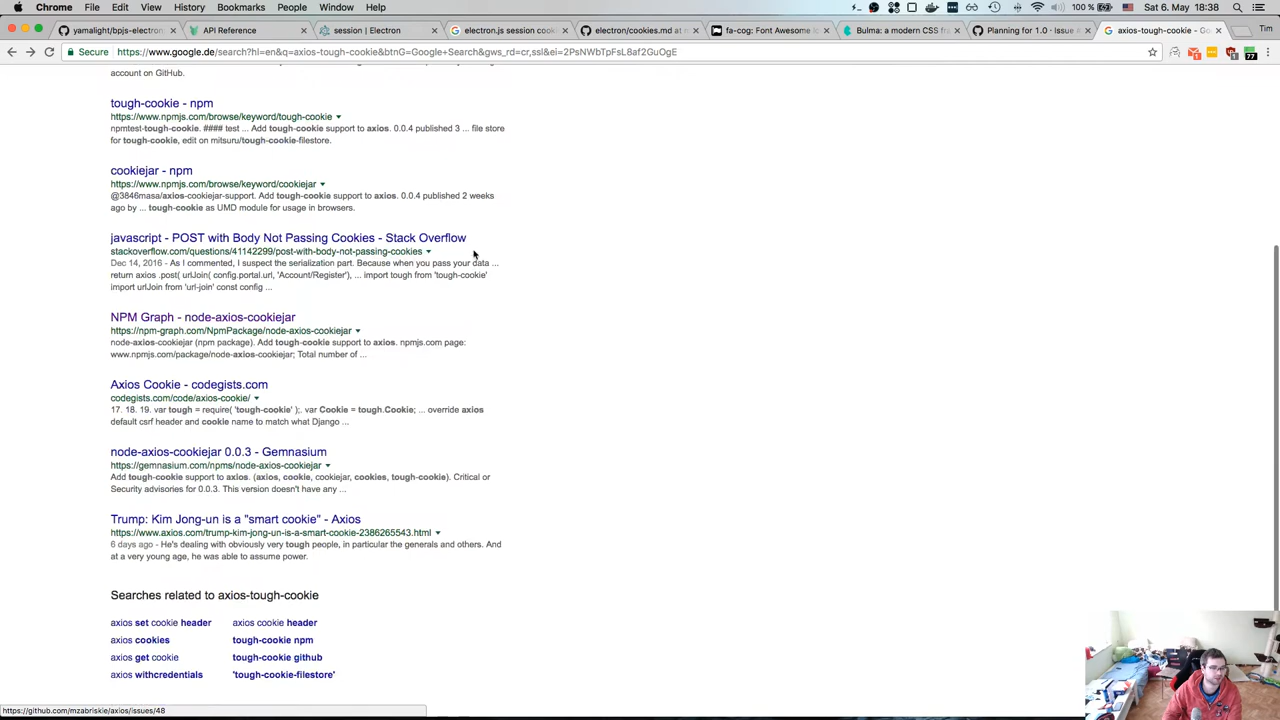 Chrome File Edit View History Bookmarks People Window Help
100 % Sat 6. May 18:38
yamalight/bpjs-electron
API Reference
session | Electron
electron.js session cooki
electron/cookies.md at m
fa-cog: Font Awesome Ic
Bulma: a modern CSS fra
Planning for 1.0 · Issue
axios-tough-cookie - Goo
Tim
Secure https://www.google.de/search?hl=en&q=axios-tough-cookie&btnG=Google+Search&gws_rd=cr,ssl&ei=2PsNWbTpFsL8af2GuOgE
account on GitHub.
tough-cookie - npm
https://www.npmjs.com/browse/keyword/tough-cookie
npmtest-tough-cookie. #### test ... Add tough-cookie support to axios. 0.0.4 published 3 ... file store
for tough-cookie, edit on mitsuru/tough-cookie-filestore.
cookiejar - npm
https://www.npmjs.com/browse/keyword/cookiejar
@3846masa/axios-cookiejar-support. Add tough-cookie support to axios. 0.0.4 published 2 weeks
ago by ... tough-cookie as UMD module for usage in browsers.
javascript - POST with Body Not Passing Cookies - Stack Overflow
stackoverflow.com/questions/41142299/post-with-body-not-passing-cookies
Dec 14, 2016 - As I commented, I suspect the serialization part. Because when you pass your data ...
return axios .post( urlJoin( config.portal.url, 'Account/Register'), ... import tough from 'tough-cookie'
import urlJoin from 'url-join' const config ...
NPM Graph - node-axios-cookiejar
https://npm-graph.com/NpmPackage/node-axios-cookiejar
node-axios-cookiejar (npm package). Add tough-cookie support to axios. npmjs.com page:
www.npmjs.com/package/node-axios-cookiejar; Total number of ...
Axios Cookie - codegists.com
codegists.com/code/axios-cookie/
17. 18. 19. var tough = require( 'tough-cookie' );. var Cookie = tough.Cookie; ... override axios
default csrf header and cookie name to match what Django ...
node-axios-cookiejar 0.0.3 - Gemnasium
https://gemnasium.com/npms/node-axios-cookiejar
Add tough-cookie support to axios. (axios, cookie, cookiejar, cookies, tough-cookie). Critical or
Security advisories for 0.0.3. This version doesn't have any ...
Trump: Kim Jong-un is a "smart cookie" - Axios
https://www.axios.com/trump-kim-jong-un-is-a-smart-cookie-2386265543.html
6 days ago - He's dealing with obviously very tough people, in particular the generals and others. And
at a very young age, he was able to assume power.
Searches related to axios-tough-cookie
axios set cookie header axios cookie header
axios cookies tough-cookie npm
axios get cookie tough-cookie github
axios withcredentials 'tough-cookie-filestore'
https://github.com/mzabriskie/axios/issues/48